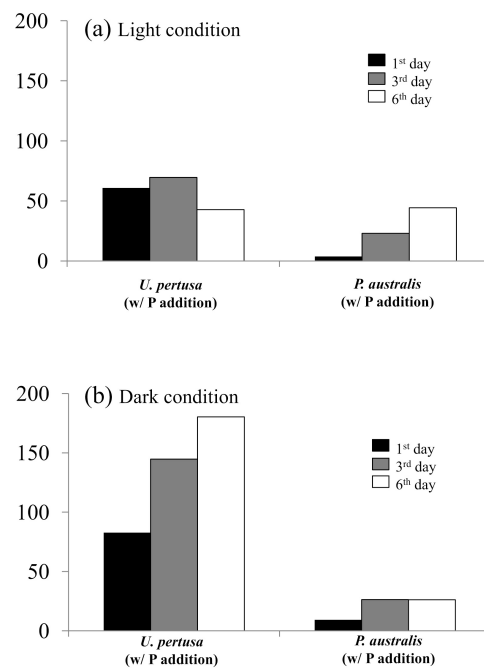 200
(a) Light condition
1st day
3rd day
6th day
150
100
50
0
U. pertusa
(w/ P addition)
P. australis
(w/ P addition)
200
(b) Dark condition
1st day
3rd day
6th day
150
100
50
0
U. pertusa
(w/ P addition)
P. australis
(w/ P addition)